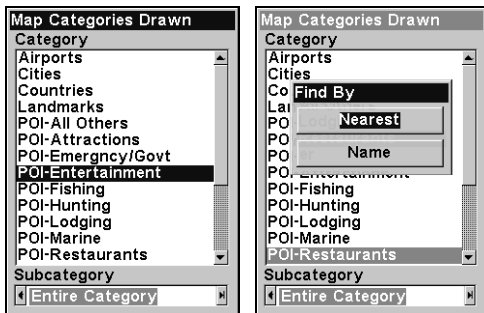 Map Categories Drawn
Category
Airports
Cities
Countries
Landmarks
POI-All Others
POI-Attractions
POI-Emergncy/Govt
POI-Entertainment
POI-Fishing
POI-Hunting
POI-Lodging
POI-Marine
POI-Restaurants
Subcategory
Entire Category
Map Categories Drawn
Category
Airports
Cities
Find By
Nearest
Name
POI-Fishing
POI-Hunting
POI-Lodging
POI-Marine
POI-Restaurants
Subcategory
Entire Category